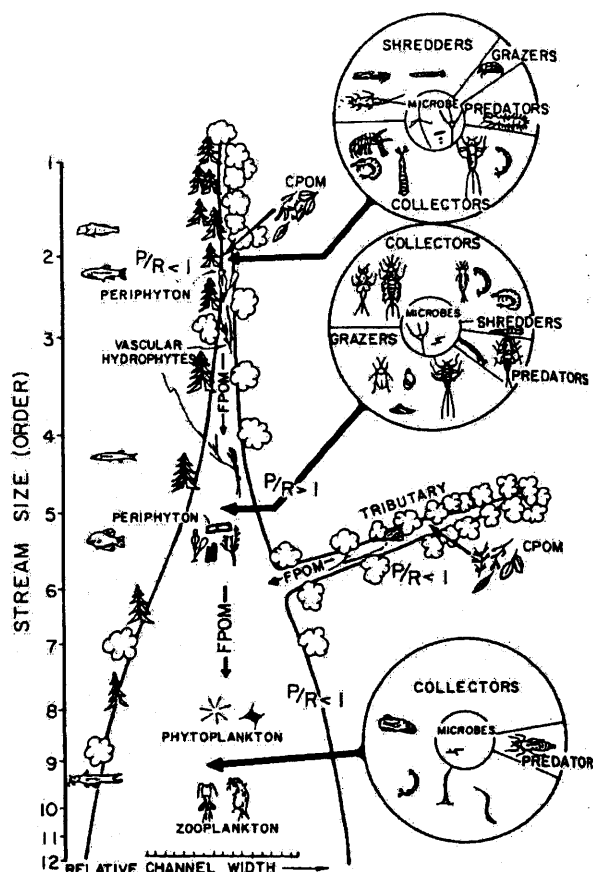 SHREDDERS
GRAZERS
MICROBE
PREDATORS
COLLECTORS
1
CPOM
2
P/R < 1
PERIPHYTON
COLLECTORS
MICROBES
SHREDDERS
GRAZERS
PREDATORS
3
VASCULAR
HYDROPHYTES
FPOM
4
STREAM SIZE (ORDER)
P/R > 1
5
PERIPHYTON
TRIBUTARY
CPOM
FPOM
P/R < 1
6
FPOM
7
P/R < 1
COLLECTORS
MICROBES
PREDATOR
8
PHYTOPLANKTON
9
10
ZOOPLANKTON
11
12
RELATIVE CHANNEL WIDTH